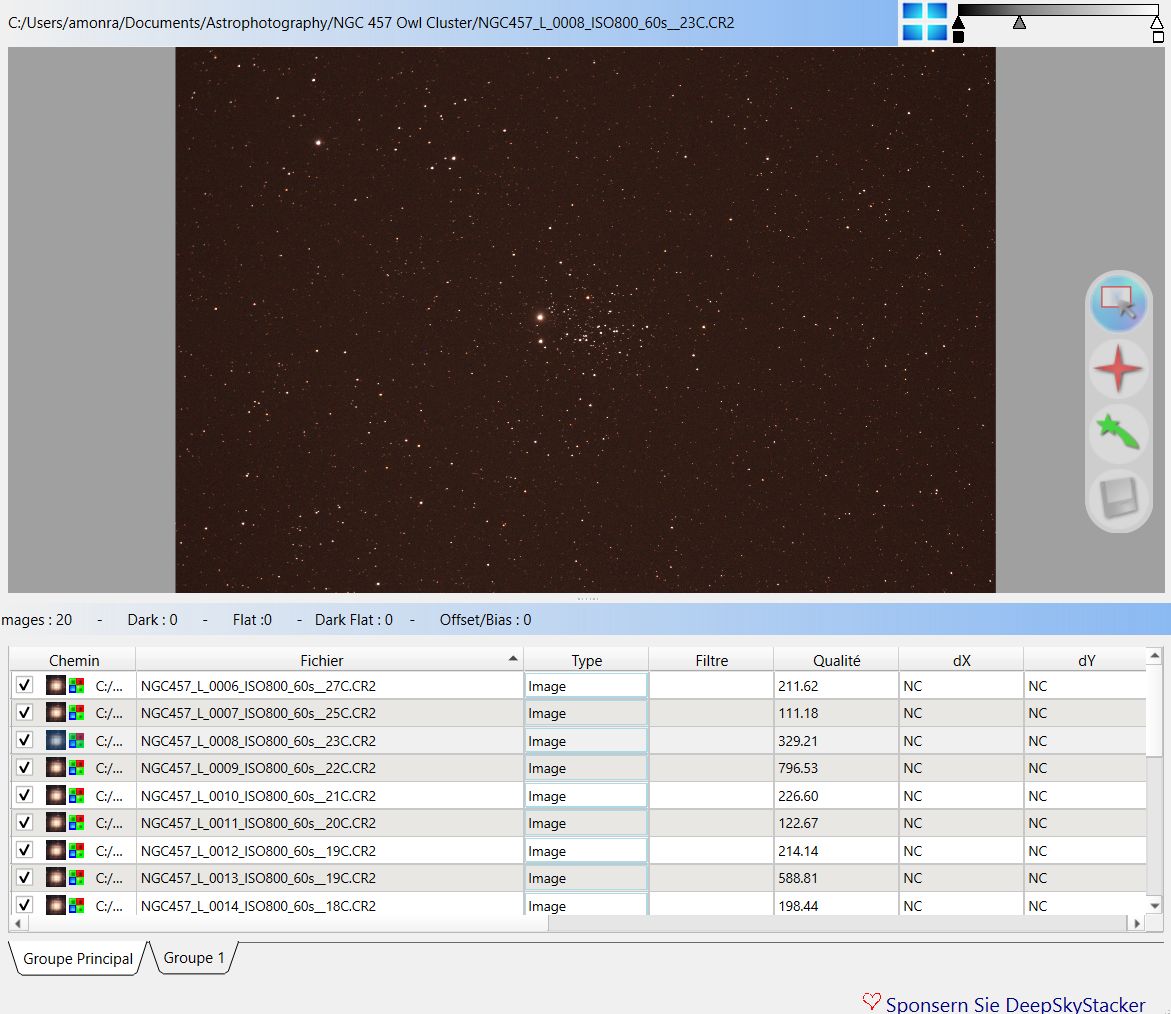 C:/Users/amonra/Documents/Astrophotography/NGC 457 Owl Cluster/NGC457_L_0008_ISO800_60s__23C.CR2
mages : 20 - Dark : 0 - Flat :0 - Dark Flat : 0 - Offset/Bias : 0
Chemin Fichier Type Filtre Qualité dX dY
C:/... NGC457_L_0006_ISO800_60s__27C.CR2 Image 211.62 NC NC
C:/... NGC457_L_0007_ISO800_60s__25C.CR2 Image 111.18 NC NC
C:/... NGC457_L_0008_ISO800_60s__23C.CR2 Image 329.21 NC NC
C:/... NGC457_L_0009_ISO800_60s__22C.CR2 Image 796.53 NC NC
C:/... NGC457_L_0010_ISO800_60s__21C.CR2 Image 226.60 NC NC
C:/... NGC457_L_0011_ISO800_60s__20C.CR2 Image 122.67 NC NC
C:/... NGC457_L_0012_ISO800_60s__19C.CR2 Image 214.14 NC NC
C:/... NGC457_L_0013_ISO800_60s__19C.CR2 Image 588.81 NC NC
C:/... NGC457_L_0014_ISO800_60s__18C.CR2 Image 198.44 NC NC
Groupe Principal Groupe 1
Sponsern Sie DeepSkyStacker